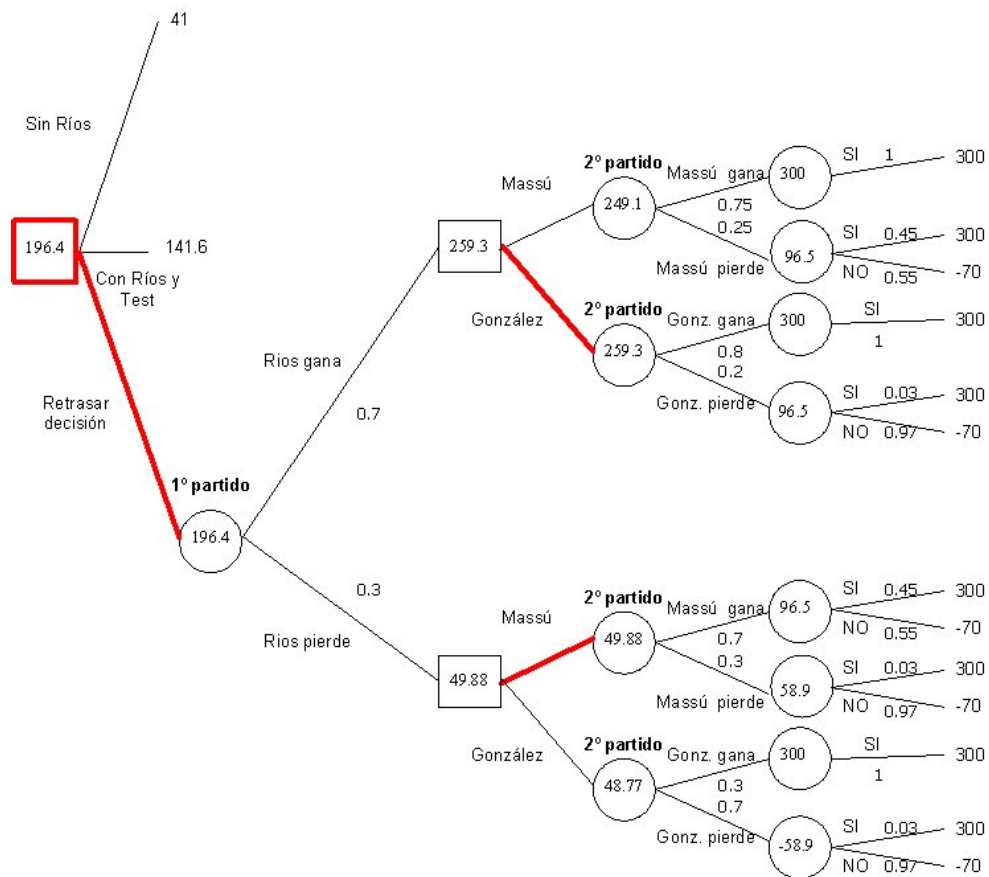 41
Sin Ríos
196.4
141.6
Con Ríos y
Test
Retrasar
decisión
1º partido
196.4
Rios gana
0.7
0.3
Rios pierde
259.3
Massú
2º partido
249.1
Massú gana
0.75
0.25
Massú pierde
300
SI 1
300
96.5
SI 0.45
300
NO 0.55
-70
González
2º partido
259.3
Gonz. gana
0.8
0.2
Gonz. pierde
300
SI
1
300
96.5
SI 0.03
300
NO 0.97
-70
49.88
Massú
2º partido
49.88
Massú gana
0.7
0.3
Massú pierde
96.5
SI 0.45
300
NO 0.55
-70
58.9
SI 0.03
300
NO 0.97
-70
González
2º partido
48.77
Gonz. gana
0.3
0.7
Gonz. pierde
300
SI
1
300
-58.9
SI 0.03
300
NO 0.97
-70